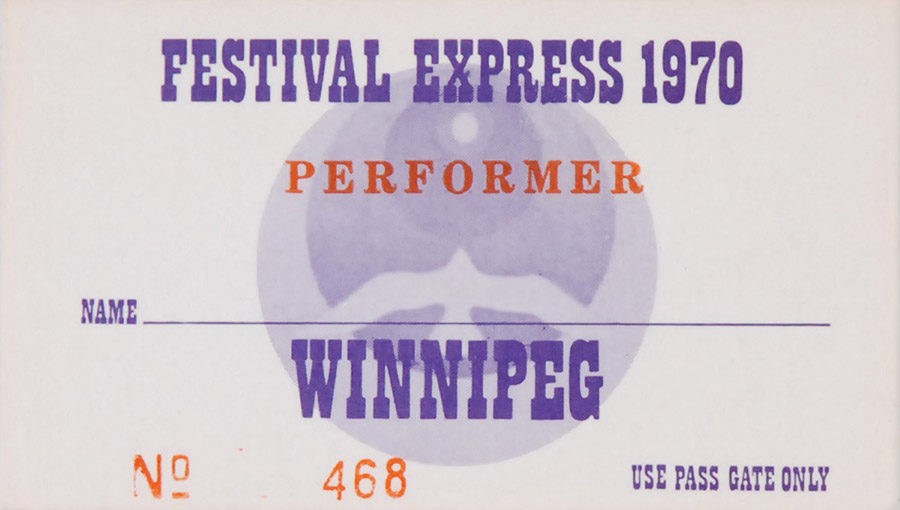 FESTIVAL EXPRESS 1970
PERFORMER
NAME
WINNIPEG
Nº 468
USE PASS GATE ONLY